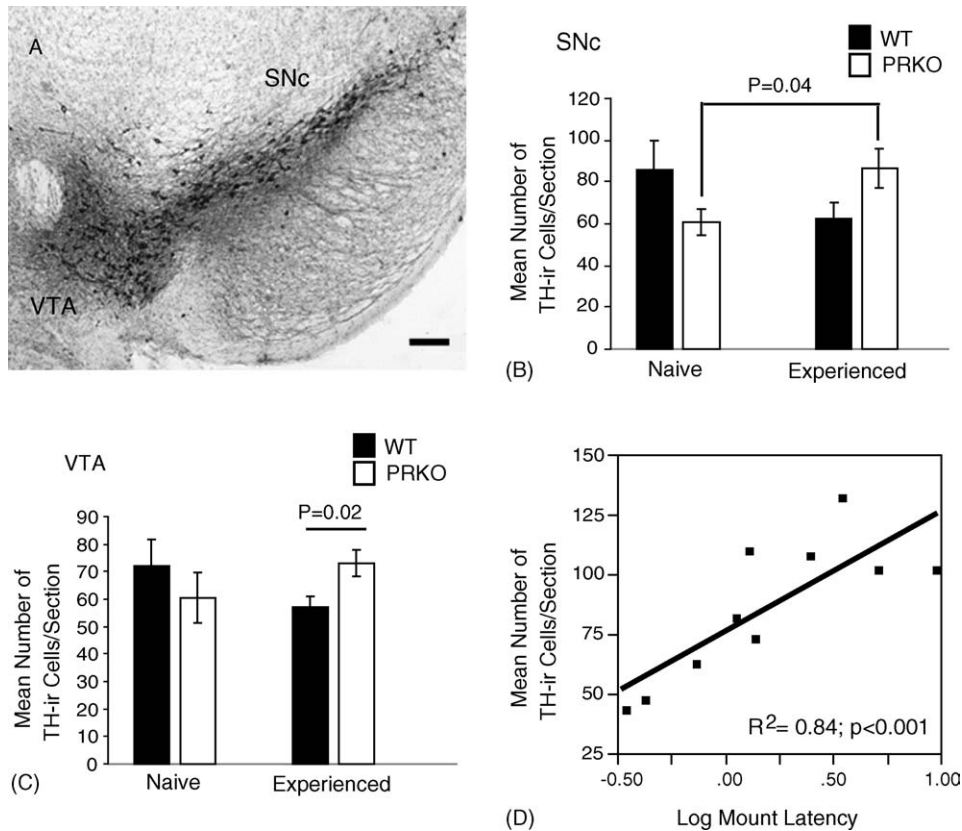 A
SNc
VTA
SNc
WT
PRKO
P=0.04
Mean Number of
TH-ir Cells/Section
120
100
80
60
40
20
0
Naive
Experienced
(B)
VTA
WT
PRKO
P=0.02
Mean Number of
TH-ir Cells/Section
90
80
70
60
50
40
30
20
10
0
Naive
Experienced
(C)
Mean Number of
TH-ir Cells/Section
150
125
100
75
50
25
R²= 0.84; p<0.001
-0.50
.00
.50
1.00
Log Mount Latency
(D)